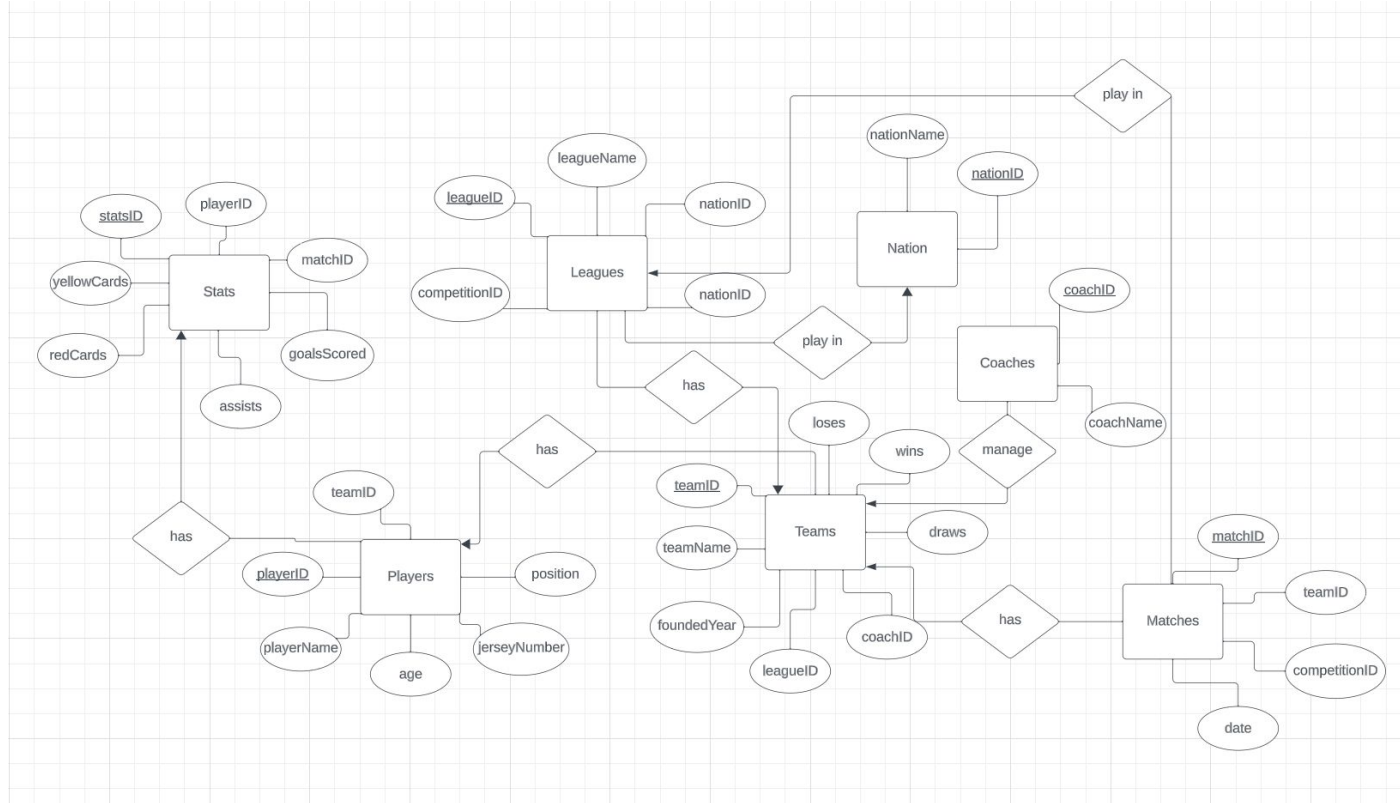 play in
nationName
leagueName
nationID
leagueID
playerID
nationID
statsID
Nation
matchID
Leagues
yellowCards
Stats
coachID
competitionID
nationID
play in
redCards
goalsScored
Coaches
has
assists
loses
coachName
has
wins
manage
teamID
teamID
Teams
draws
has
teamName
matchID
playerID
Players
position
teamID
foundedYear
has
Matches
coachID
playerName
jerseyNumber
leagueID
age
competitionID
date